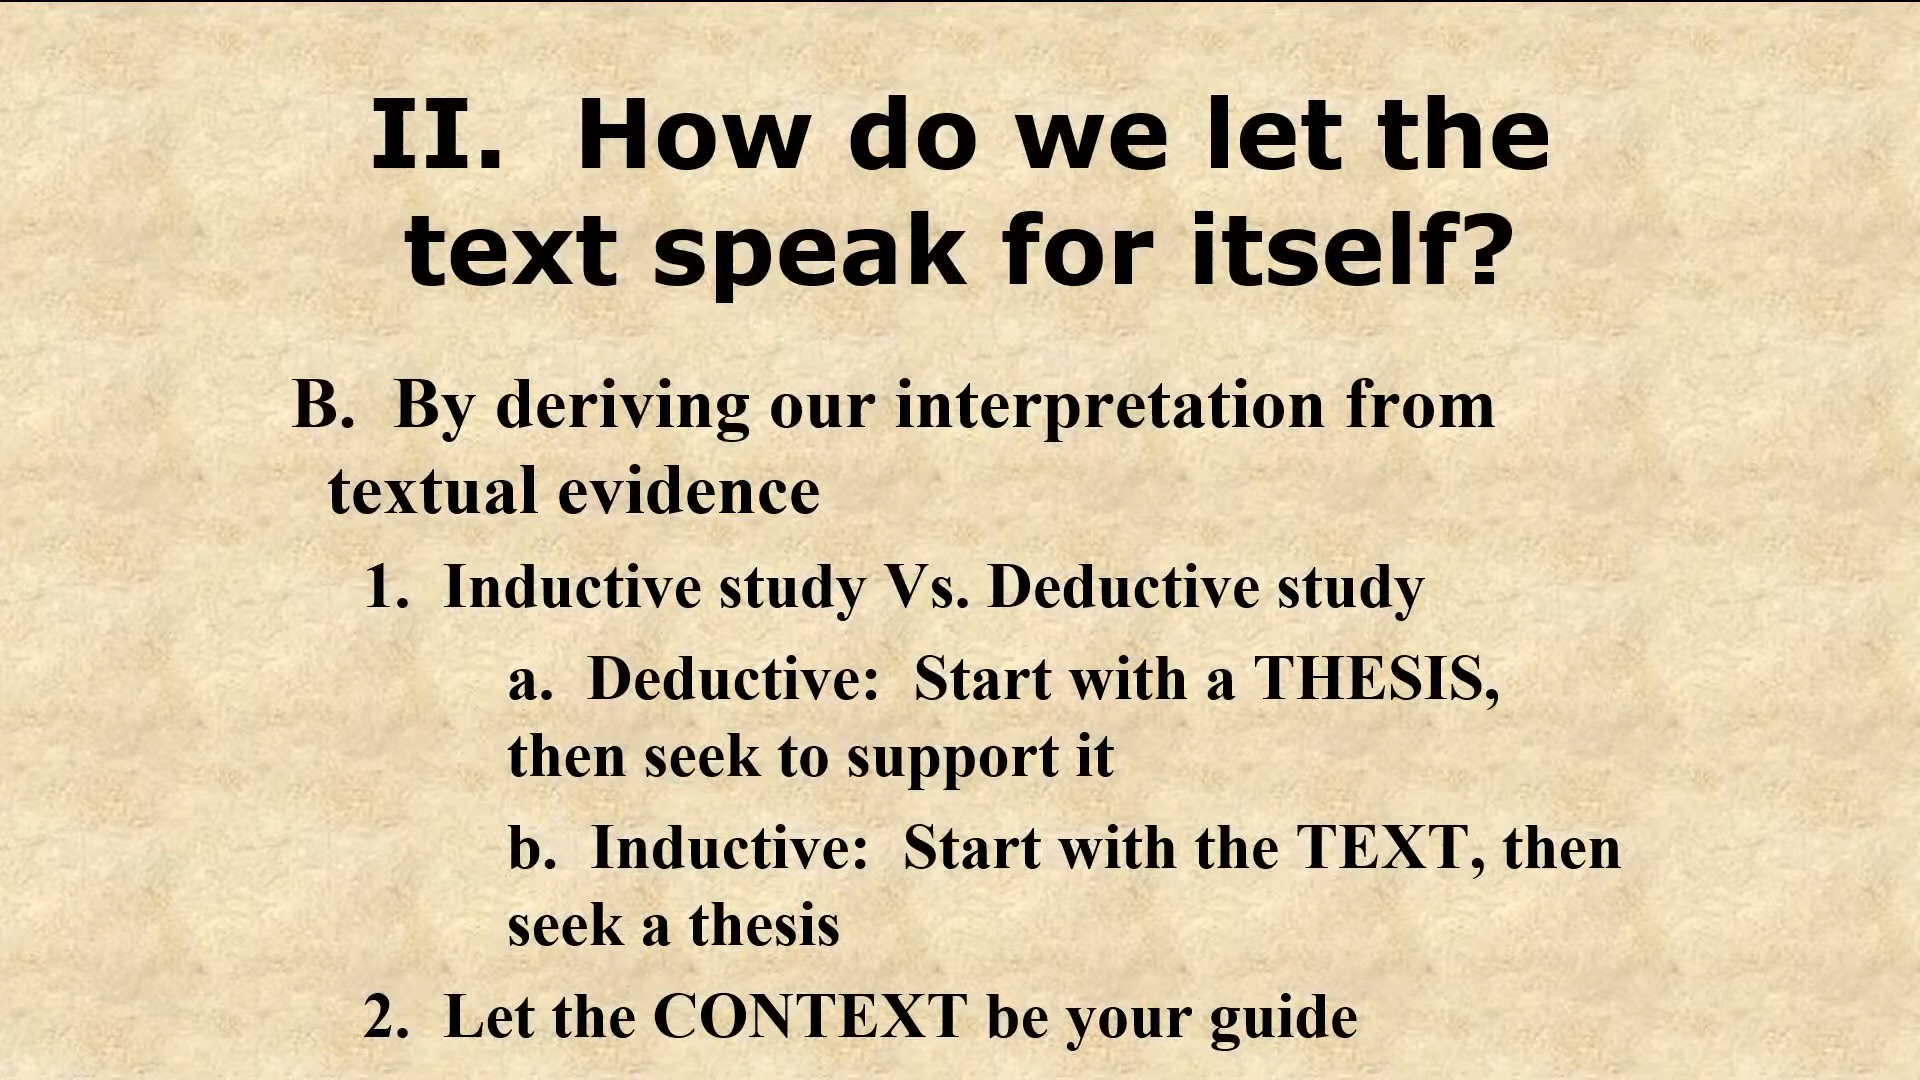 II.  How do we let the
text speak for itself?
B.  By deriving our interpretation from
textual evidence
1.  Inductive study Vs. Deductive study
a.  Deductive:  Start with a THESIS,
then seek to support it
b.  Inductive:  Start with the TEXT, then
seek a thesis
2.  Let the CONTEXT be your guide